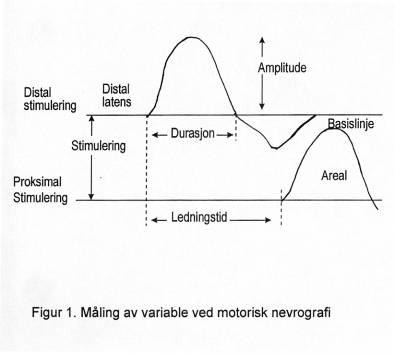 Amplitude
Distal
stimulering
Distal
latens
Basislinje
Durasjon
Stimulering
Areal
Proksimal
Stimulering
Ledningstid
Figur 1. Måling av variable ved motorisk nevrografi